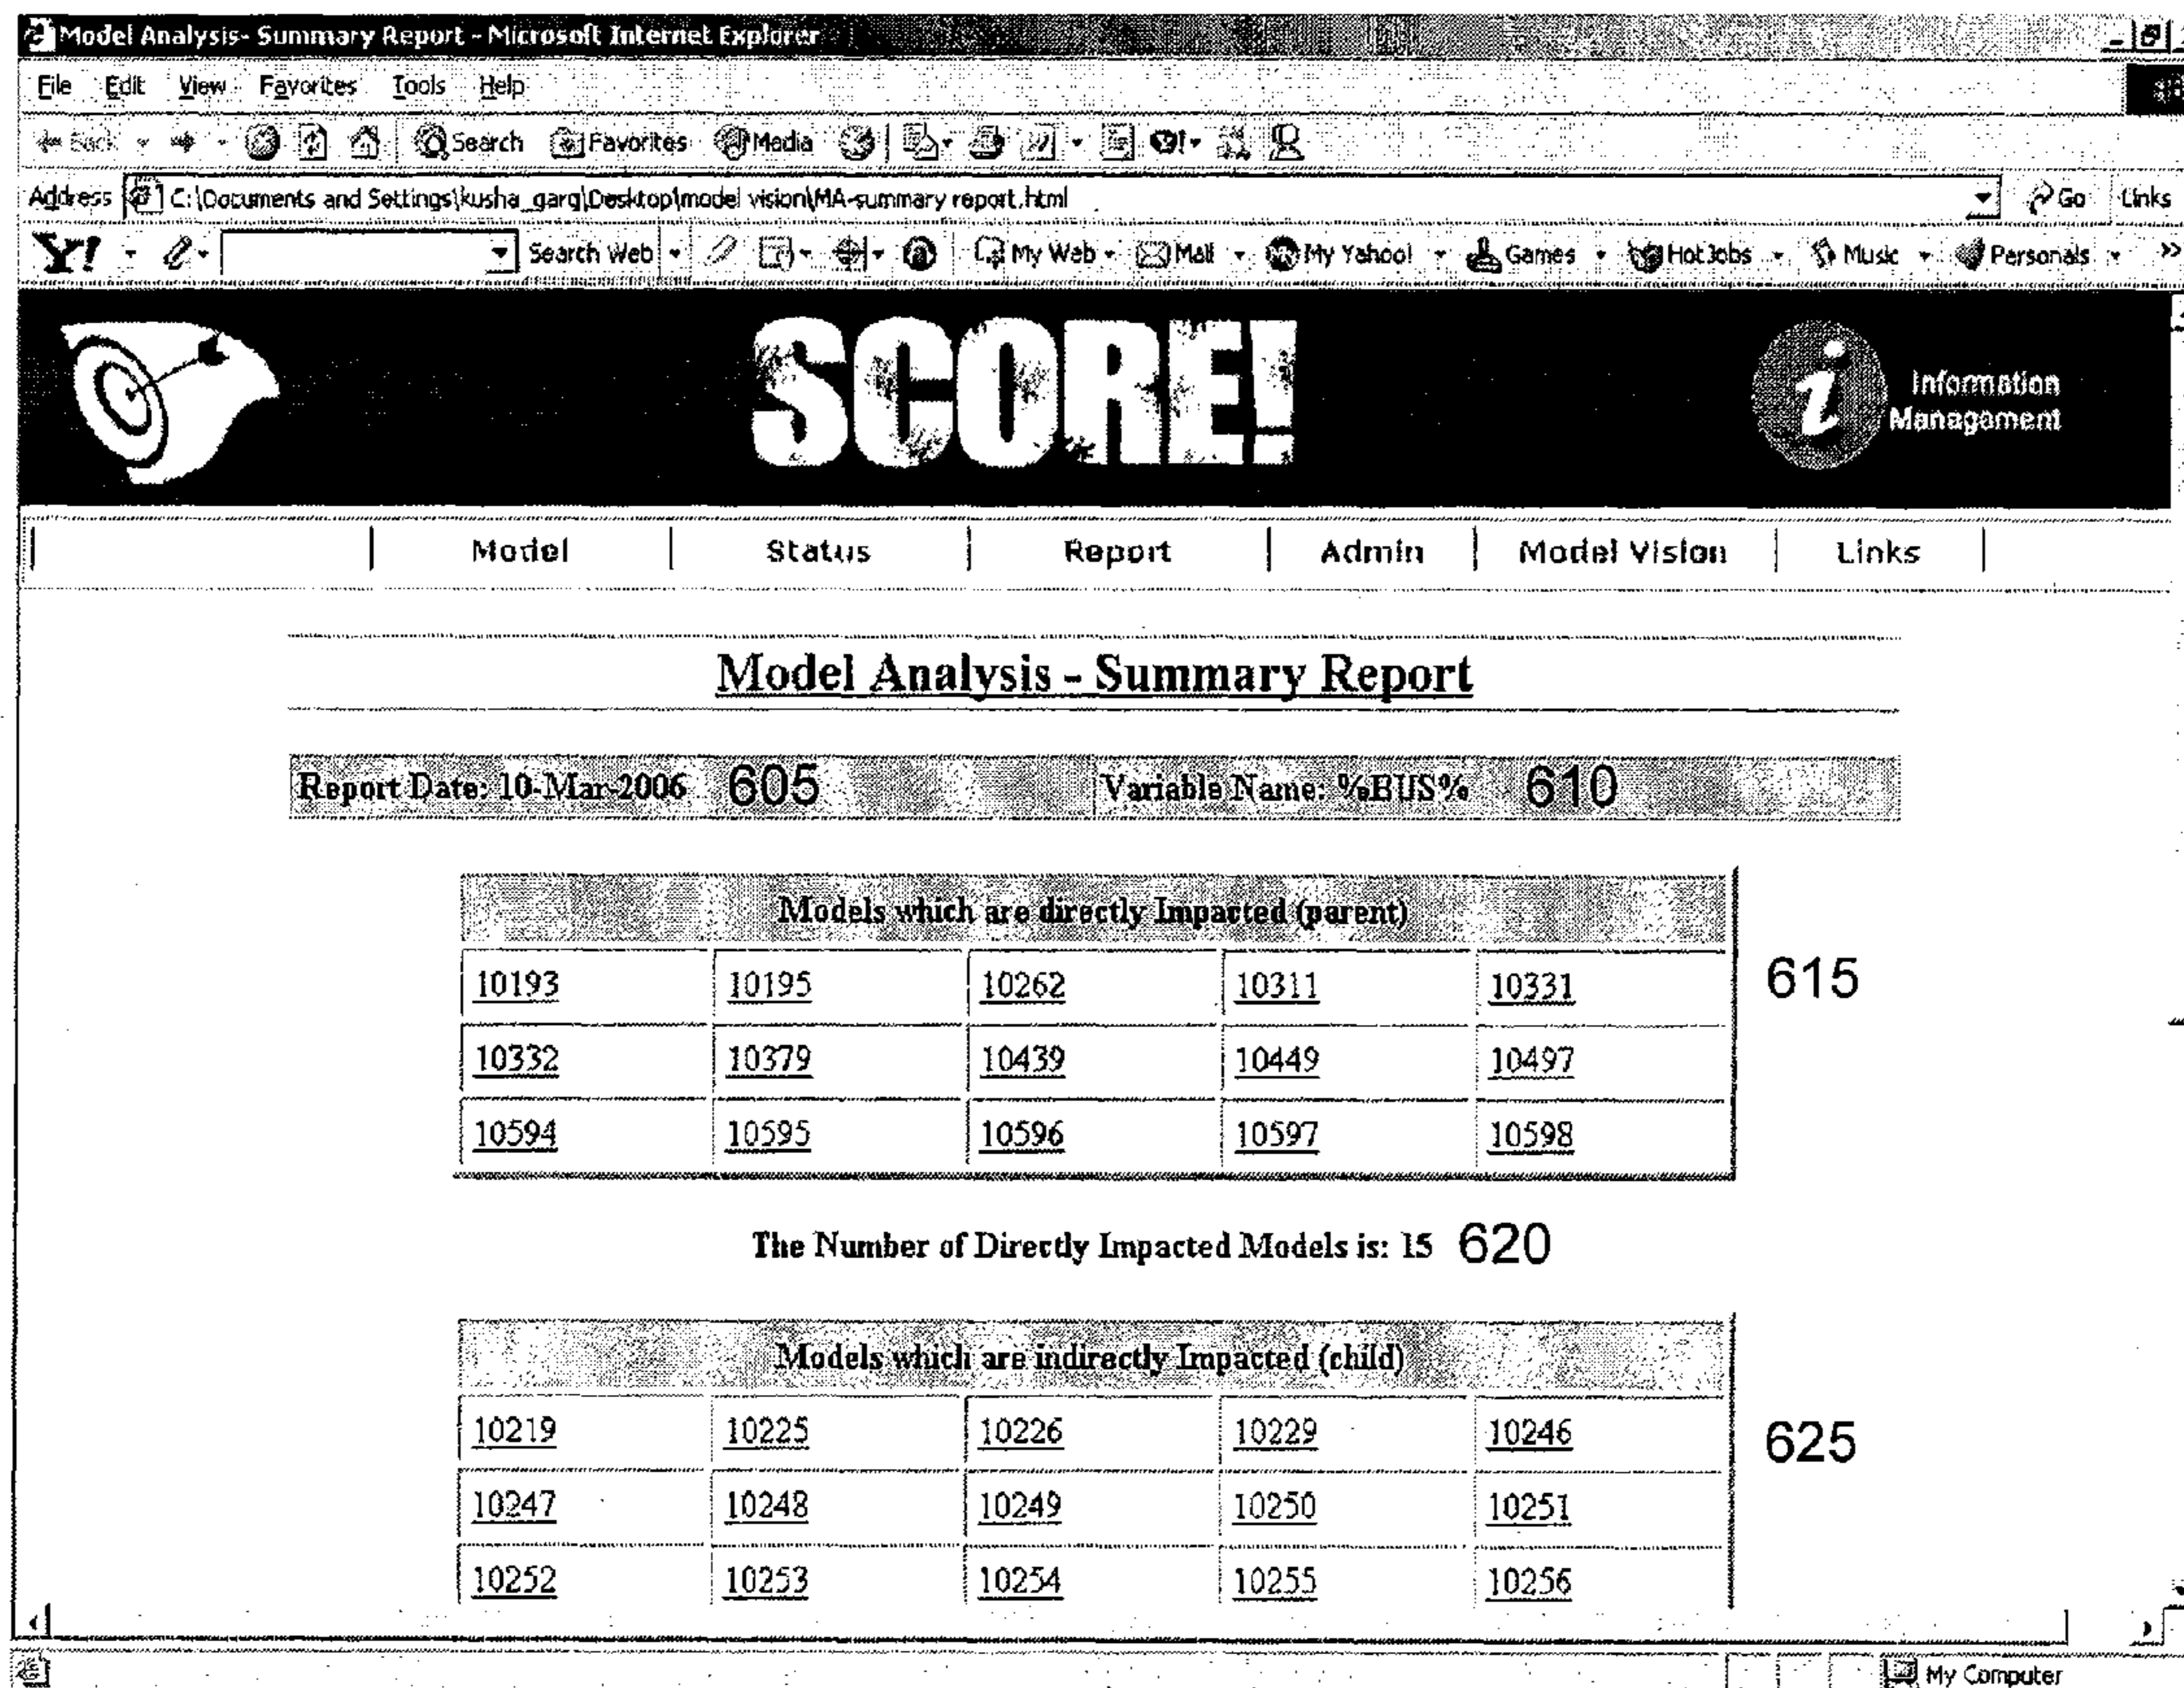 Model Analysis- Summary Report - Microsoft Internet Explorer
File Edit View Favorites Tools Help
Back Search Favorites Media
Address C:\Documents and Settings\kusha_garg\Desktop\model vision\MA-summary report.html Go Links
Y! Search Web My Web Mail My Yahoo! Games HotJobs Music Personals »
SCORE!
i Information
Management
Model Status Report Admin Model Vision Links
Model Analysis - Summary Report
Report Date: 10-Mar-2006 605 Variable Name: %BUS% 610
Models which are directly Impacted (parent)
10193 10195 10262 10311 10331 615
10332 10379 10439 10449 10497
10594 10595 10596 10597 10598
The Number of Directly Impacted Models is: 15 620
Models which are indirectly Impacted (child)
10219 10225 10226 10229 10246 625
10247 10248 10249 10250 10251
10252 10253 10254 10255 10256
My Computer